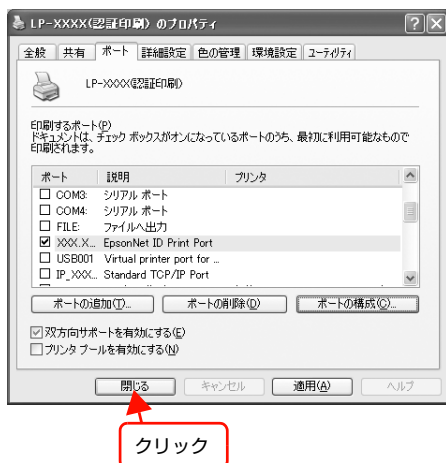 LP-XXXX(認証印刷) のプロパティ
全般 共有 ポート 詳細設定 色の管理 環境設定 ユーティリティ
LP-XXXX(認証印刷)
印刷するポート(P)
ドキュメントは、チェック ボックスがオンになっているポートのうち、最初に利用可能なもので
印刷されます。
ポート 説明 プリンタ
COM3: シリアル ポート
COM4: シリアル ポート
FILE: ファイルへ出力
XXX.X... EpsonNet ID Print Port
USB001 Virtual printer port for ...
IP_XXX... Standard TCP/IP Port
ポートの追加(T)... ポートの削除(D) ポートの構成(C)...
双方向サポートを有効にする(E)
プリンタ プールを有効にする(N)
閉じる キャンセル 適用(A) ヘルプ
クリック